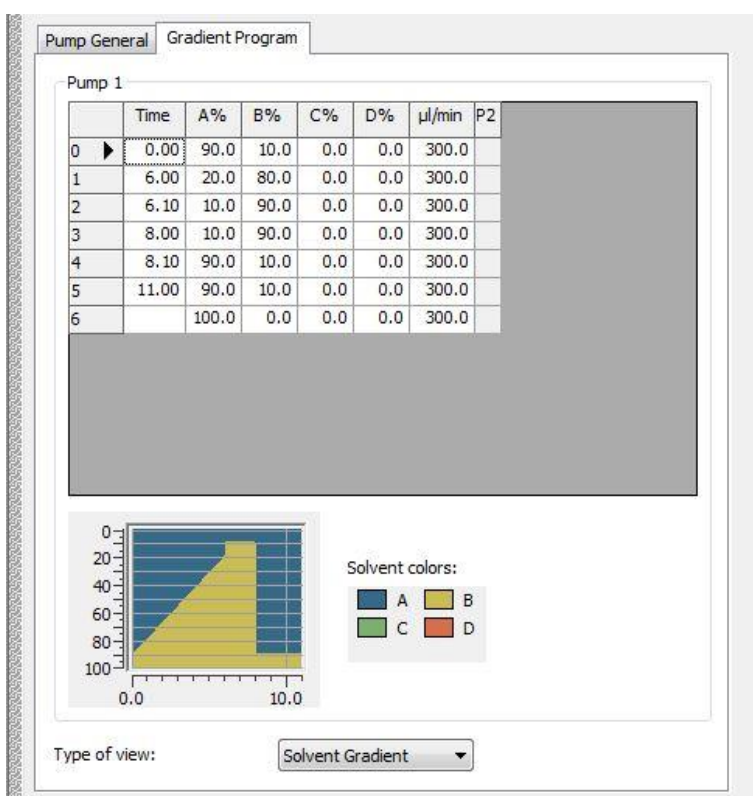 Pump General Gradient Program
Pump 1
Time A% B% C% D% µl/min P2
0 0.00 90.0 10.0 0.0 0.0 300.0
1 6.00 20.0 80.0 0.0 0.0 300.0
2 6.10 10.0 90.0 0.0 0.0 300.0
3 8.00 10.0 90.0 0.0 0.0 300.0
4 8.10 90.0 10.0 0.0 0.0 300.0
5 11.00 90.0 10.0 0.0 0.0 300.0
6 100.0 0.0 0.0 0.0 300.0
0
20
40
60
80
100
0.0 10.0
Solvent colors:
A B
C D
Type of view: Solvent Gradient